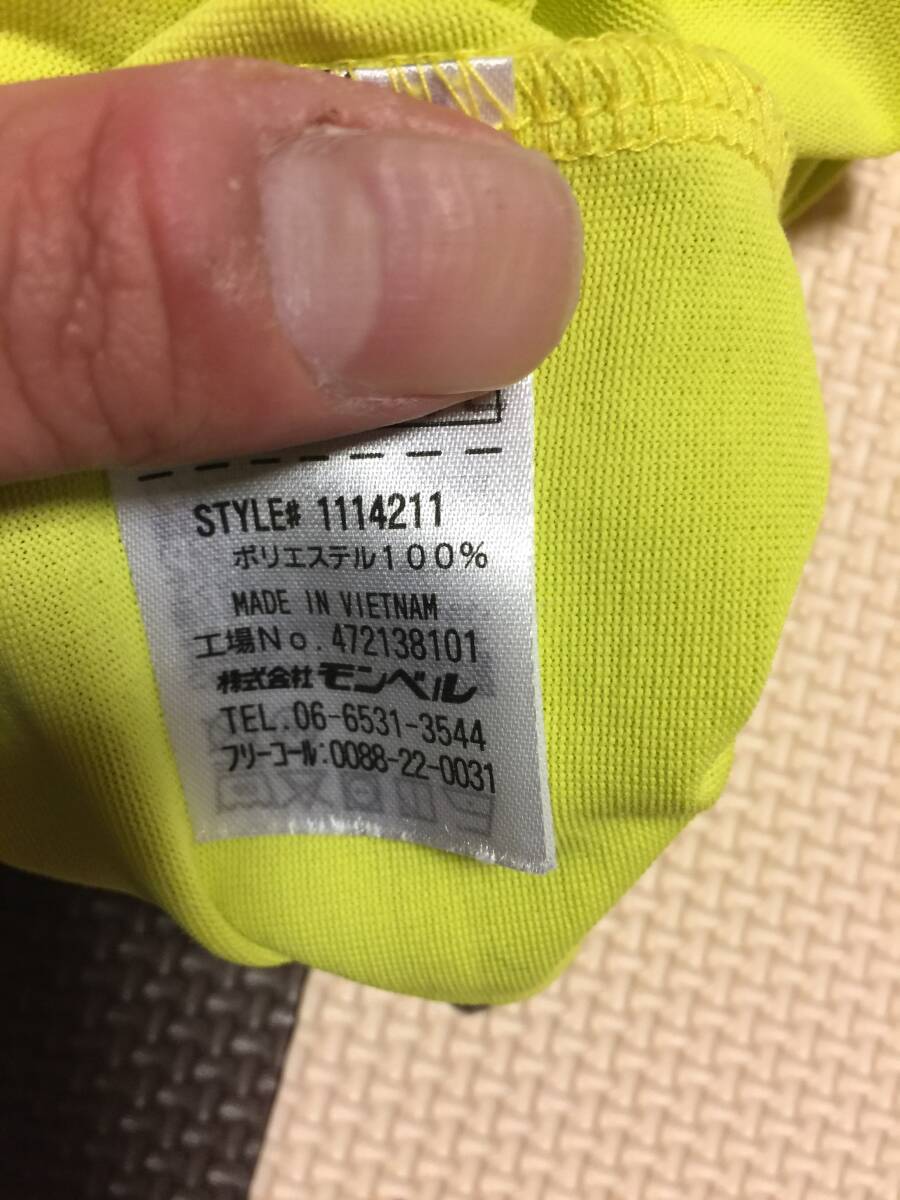 STYLE# 1114211
ポリエステル100%
MADE IN VIETNAM
工場No.472138101
株式会社モンベル
TEL.06-6531-3544
フリーコール:0088-22-0031